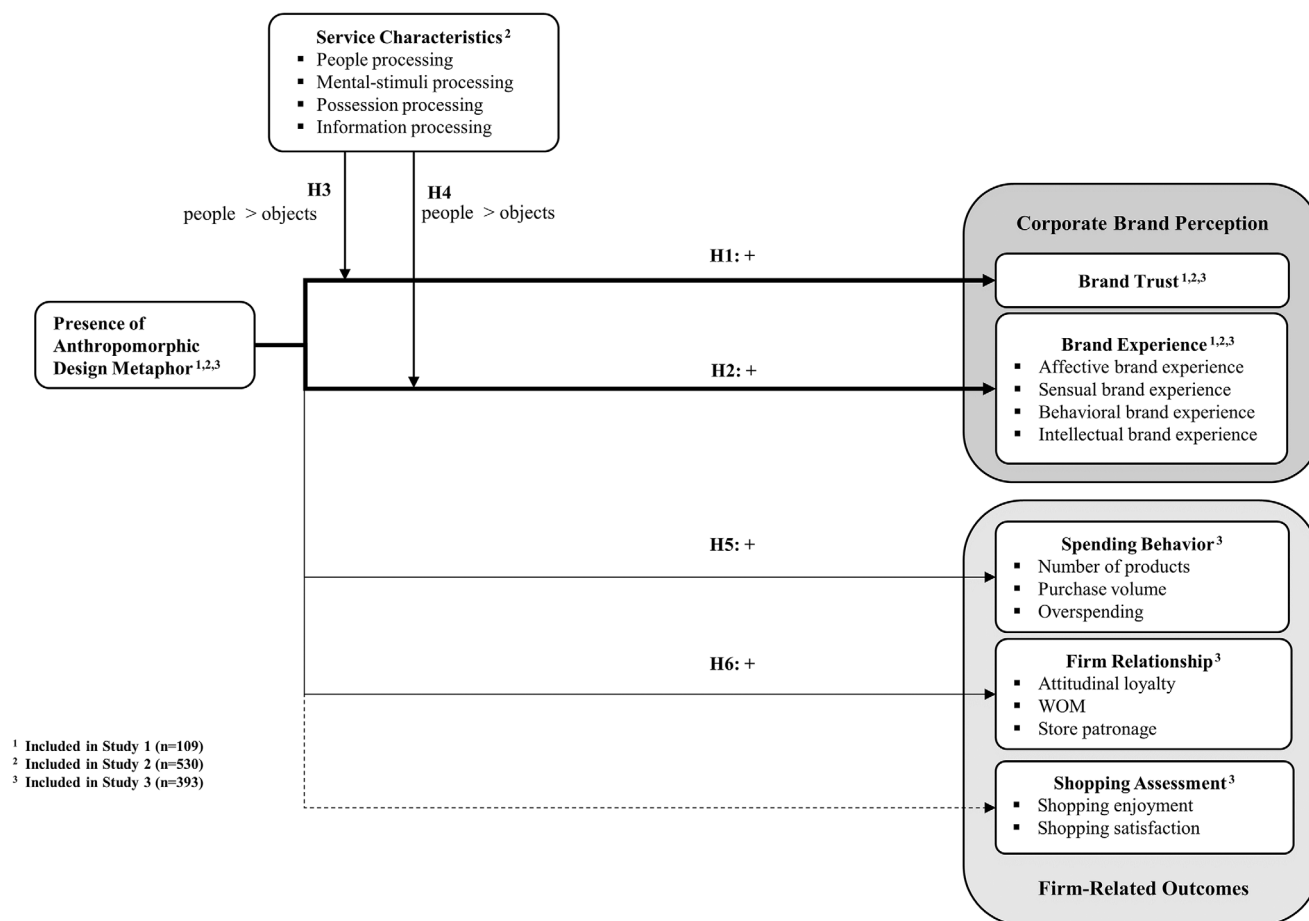 Service Characteristics 2
▪ People processing
▪ Mental-stimuli processing
▪ Possession processing
▪ Information processing
H3
people > objects
H4
people > objects
Corporate Brand Perception
H1: +
Brand Trust 1,2,3
Presence of
Anthropomorphic
Design Metaphor 1,2,3
H2: +
Brand Experience 1,2,3
▪ Affective brand experience
▪ Sensual brand experience
▪ Behavioral brand experience
▪ Intellectual brand experience
H5: +
Spending Behavior 3
▪ Number of products
▪ Purchase volume
▪ Overspending
H6: +
Firm Relationship 3
▪ Attitudinal loyalty
▪ WOM
▪ Store patronage
1 Included in Study 1 (n=109)
2 Included in Study 2 (n=530)
3 Included in Study 3 (n=393)
Shopping Assessment 3
▪ Shopping enjoyment
▪ Shopping satisfaction
Firm-Related Outcomes